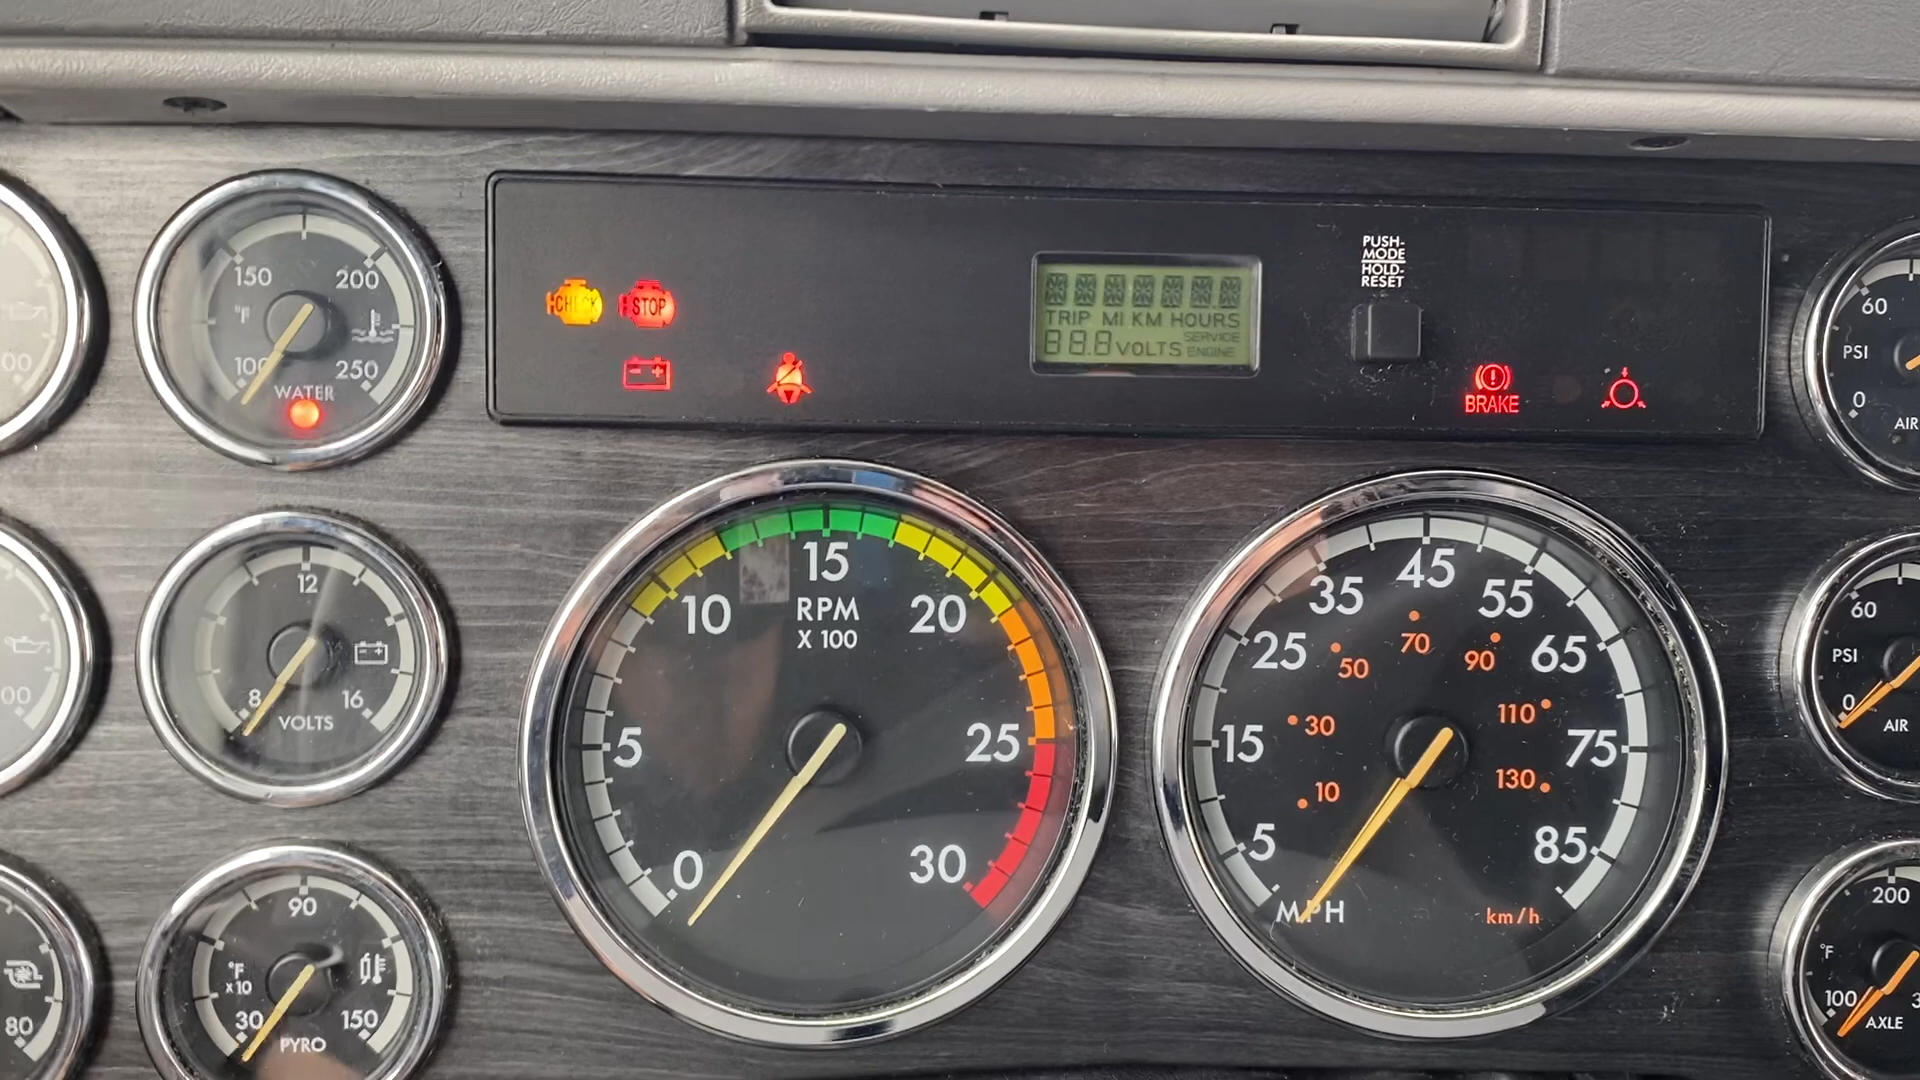 00
150
200
°F
100
250
WATER
CHECK
STOP
TRIP MI KM HOURS
88.8 VOLTS SERVICE
ENGINE
PUSH-
MODE
HOLD-
RESET
BRAKE
60
PSI
0
AIR
00
12
8
16
VOLTS
0
5
10
15
20
25
30
RPM
X 100
5
15
25
35
45
55
65
75
85
10
30
50
70
90
110
130
MPH
km/h
60
PSI
0
AIR
80
90
°F
x10
30
150
PYRO
200
°F
100
AXLE